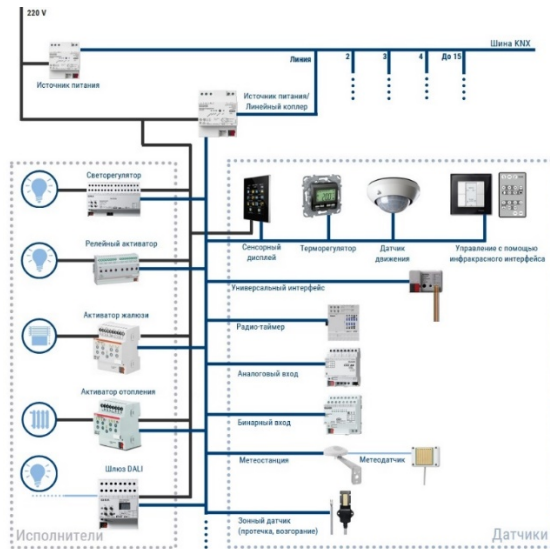 220 V
Шина KNX
Линия
2
3
4
До 15
Источник питания
Источник питания/
Линейный коплер
Светорегулятор
Релейный активатор
Активатор жалюзи
Активатор отопления
Шлюз DALI
Исполнители
Сенсорный
дисплей
Терморегулятор
Датчик
движения
Управление с помощью
инфракрасного интерфейса
Универсальный интерфейс
Радио-таймер
Аналоговый вход
Бинарный вход
Метеостанция
Метеодатчик
Зонный датчик
(протечка, возгорание)
Датчики